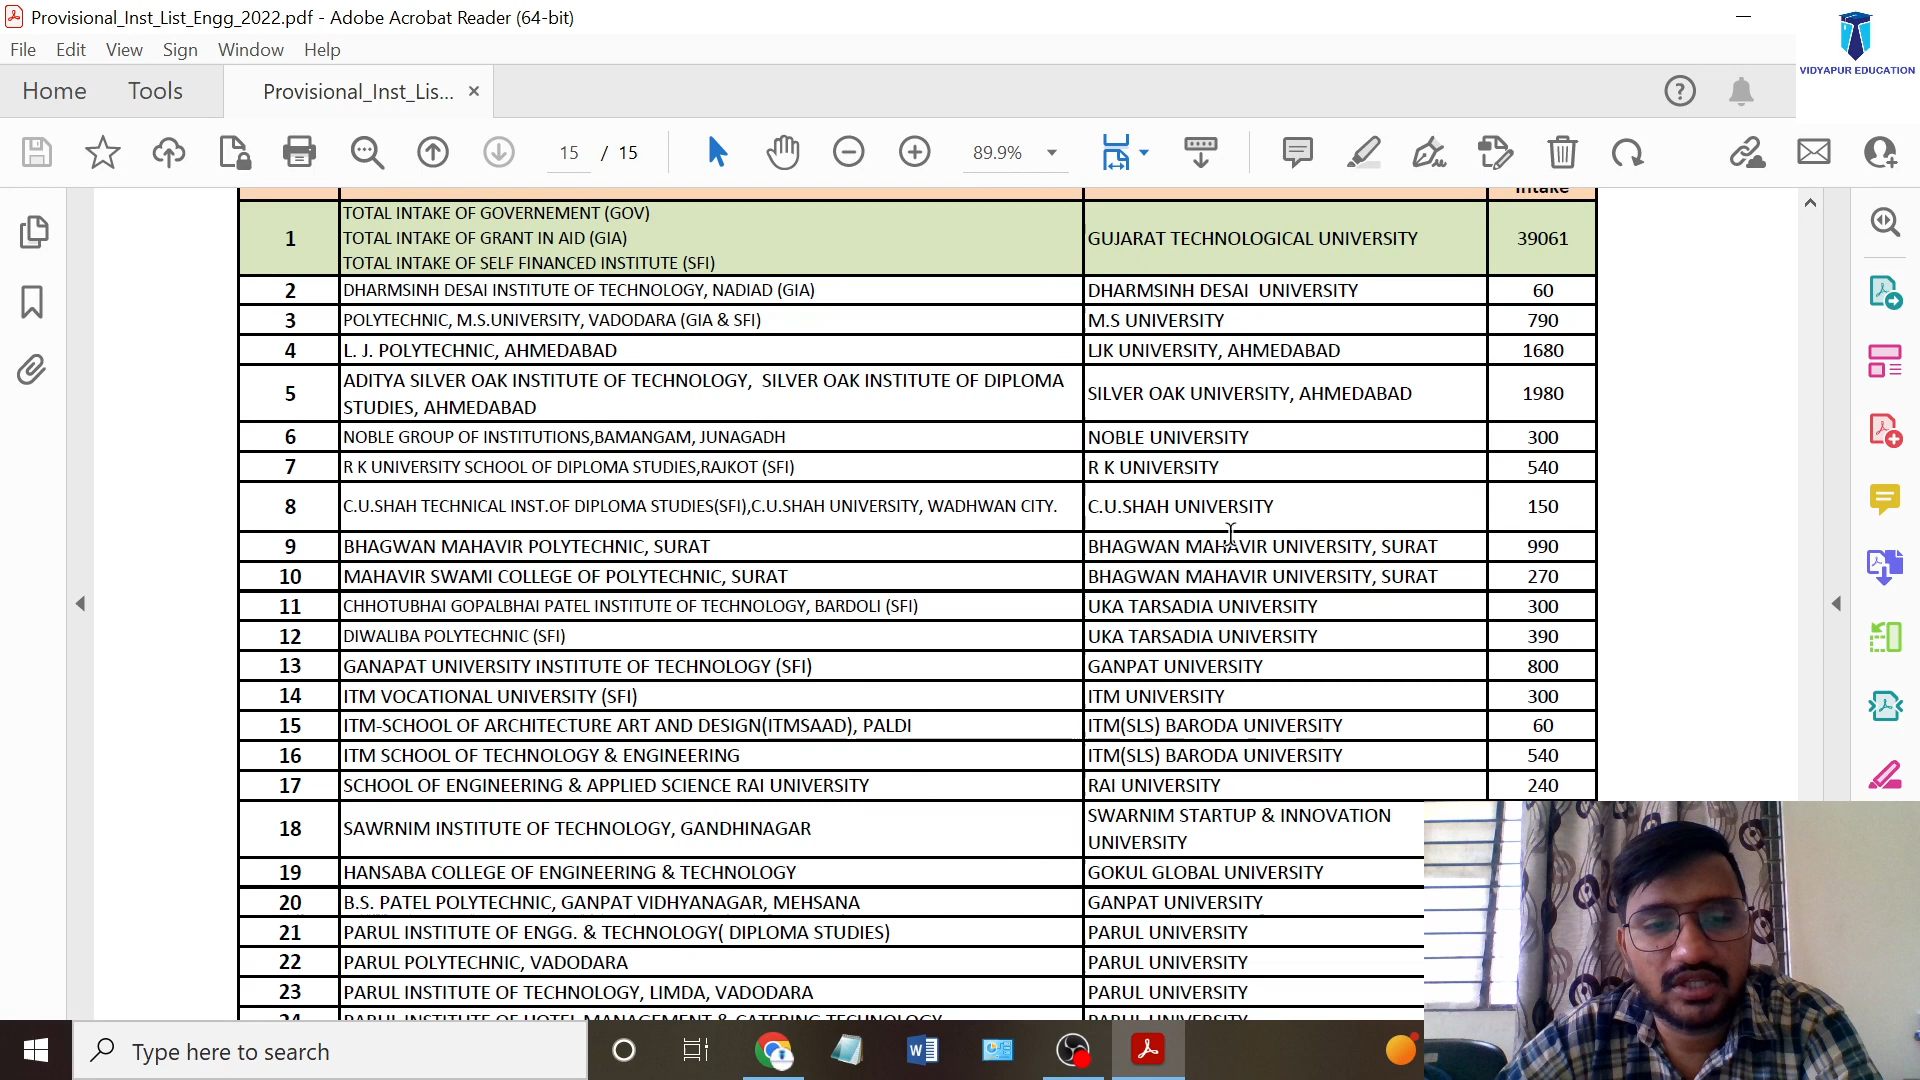 Provisional_Inst_List_Engg_2022.pdf - Adobe Acrobat Reader (64-bit)
File Edit View Sign Window Help
VIDYAPUR EDUCATION
Home Tools Provisional_Inst_Lis... ×
15 / 15 89.9%
Intake
1 TOTAL INTAKE OF GOVERNEMENT (GOV)
TOTAL INTAKE OF GRANT IN AID (GIA)
TOTAL INTAKE OF SELF FINANCED INSTITUTE (SFI) GUJARAT TECHNOLOGICAL UNIVERSITY 39061
2 DHARMSINH DESAI INSTITUTE OF TECHNOLOGY, NADIAD (GIA) DHARMSINH DESAI UNIVERSITY 60
3 POLYTECHNIC, M.S.UNIVERSITY, VADODARA (GIA & SFI) M.S UNIVERSITY 790
4 L. J. POLYTECHNIC, AHMEDABAD LJK UNIVERSITY, AHMEDABAD 1680
5 ADITYA SILVER OAK INSTITUTE OF TECHNOLOGY, SILVER OAK INSTITUTE OF DIPLOMA
STUDIES, AHMEDABAD SILVER OAK UNIVERSITY, AHMEDABAD 1980
6 NOBLE GROUP OF INSTITUTIONS,BAMANGAM, JUNAGADH NOBLE UNIVERSITY 300
7 R K UNIVERSITY SCHOOL OF DIPLOMA STUDIES,RAJKOT (SFI) R K UNIVERSITY 540
8 C.U.SHAH TECHNICAL INST.OF DIPLOMA STUDIES(SFI),C.U.SHAH UNIVERSITY, WADHWAN CITY. C.U.SHAH UNIVERSITY 150
9 BHAGWAN MAHAVIR POLYTECHNIC, SURAT BHAGWAN MAHAVIR UNIVERSITY, SURAT 990
10 MAHAVIR SWAMI COLLEGE OF POLYTECHNIC, SURAT BHAGWAN MAHAVIR UNIVERSITY, SURAT 270
11 CHHOTUBHAI GOPALBHAI PATEL INSTITUTE OF TECHNOLOGY, BARDOLI (SFI) UKA TARSADIA UNIVERSITY 300
12 DIWALIBA POLYTECHNIC (SFI) UKA TARSADIA UNIVERSITY 390
13 GANAPAT UNIVERSITY INSTITUTE OF TECHNOLOGY (SFI) GANPAT UNIVERSITY 800
14 ITM VOCATIONAL UNIVERSITY (SFI) ITM UNIVERSITY 300
15 ITM-SCHOOL OF ARCHITECTURE ART AND DESIGN(ITMSAAD), PALDI ITM(SLS) BARODA UNIVERSITY 60
16 ITM SCHOOL OF TECHNOLOGY & ENGINEERING ITM(SLS) BARODA UNIVERSITY 540
17 SCHOOL OF ENGINEERING & APPLIED SCIENCE RAI UNIVERSITY RAI UNIVERSITY 240
18 SAWRNIM INSTITUTE OF TECHNOLOGY, GANDHINAGAR SWARNIM STARTUP & INNOVATION
UNIVERSITY
19 HANSABA COLLEGE OF ENGINEERING & TECHNOLOGY GOKUL GLOBAL UNIVERSITY
20 B.S. PATEL POLYTECHNIC, GANPAT VIDHYANAGAR, MEHSANA GANPAT UNIVERSITY
21 PARUL INSTITUTE OF ENGG. & TECHNOLOGY( DIPLOMA STUDIES) PARUL UNIVERSITY
22 PARUL POLYTECHNIC, VADODARA PARUL UNIVERSITY
23 PARUL INSTITUTE OF TECHNOLOGY, LIMDA, VADODARA PARUL UNIVERSITY
24 PARUL INSTITUTE OF HOTEL MANAGEMENT & CATERING TECHNOLOGY PARUL UNIVERSITY
Type here to search